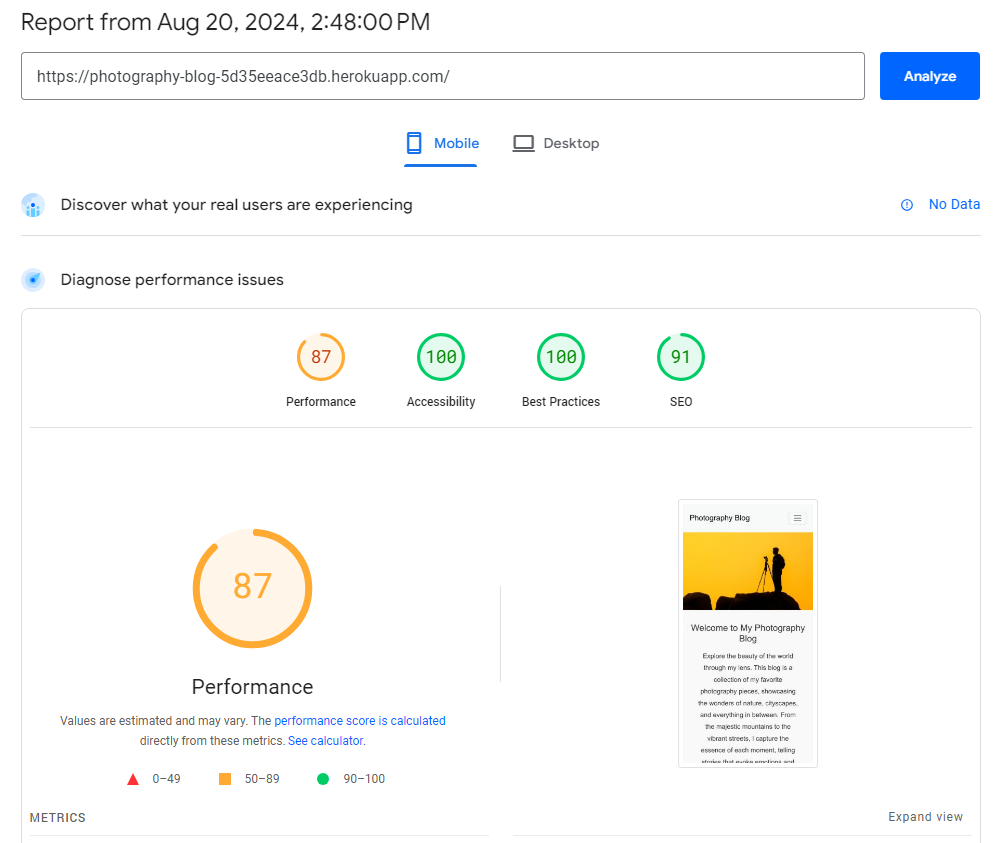 Report from Aug 20, 2024, 2:48:00 PM
https://photography-blog-5d35eeace3db.herokuapp.com/
Analyze
Mobile
Desktop
Discover what your real users are experiencing
No Data
Diagnose performance issues
87
100
100
91
Performance
Accessibility
Best Practices
SEO
87
Performance
Values are estimated and may vary. The performance score is calculated
directly from these metrics. See calculator.
0–49
50–89
90–100
Photography Blog
Welcome to My Photography
Blog
Explore the beauty of the world
through my lens. This blog is a
collection of my favorite
photography pieces, showcasing
the wonders of nature, cityscapes,
and everything in between. From
the majestic mountains to the
vibrant streets, I capture the
essence of each moment, telling
stories that evoke emotions and
METRICS
Expand view